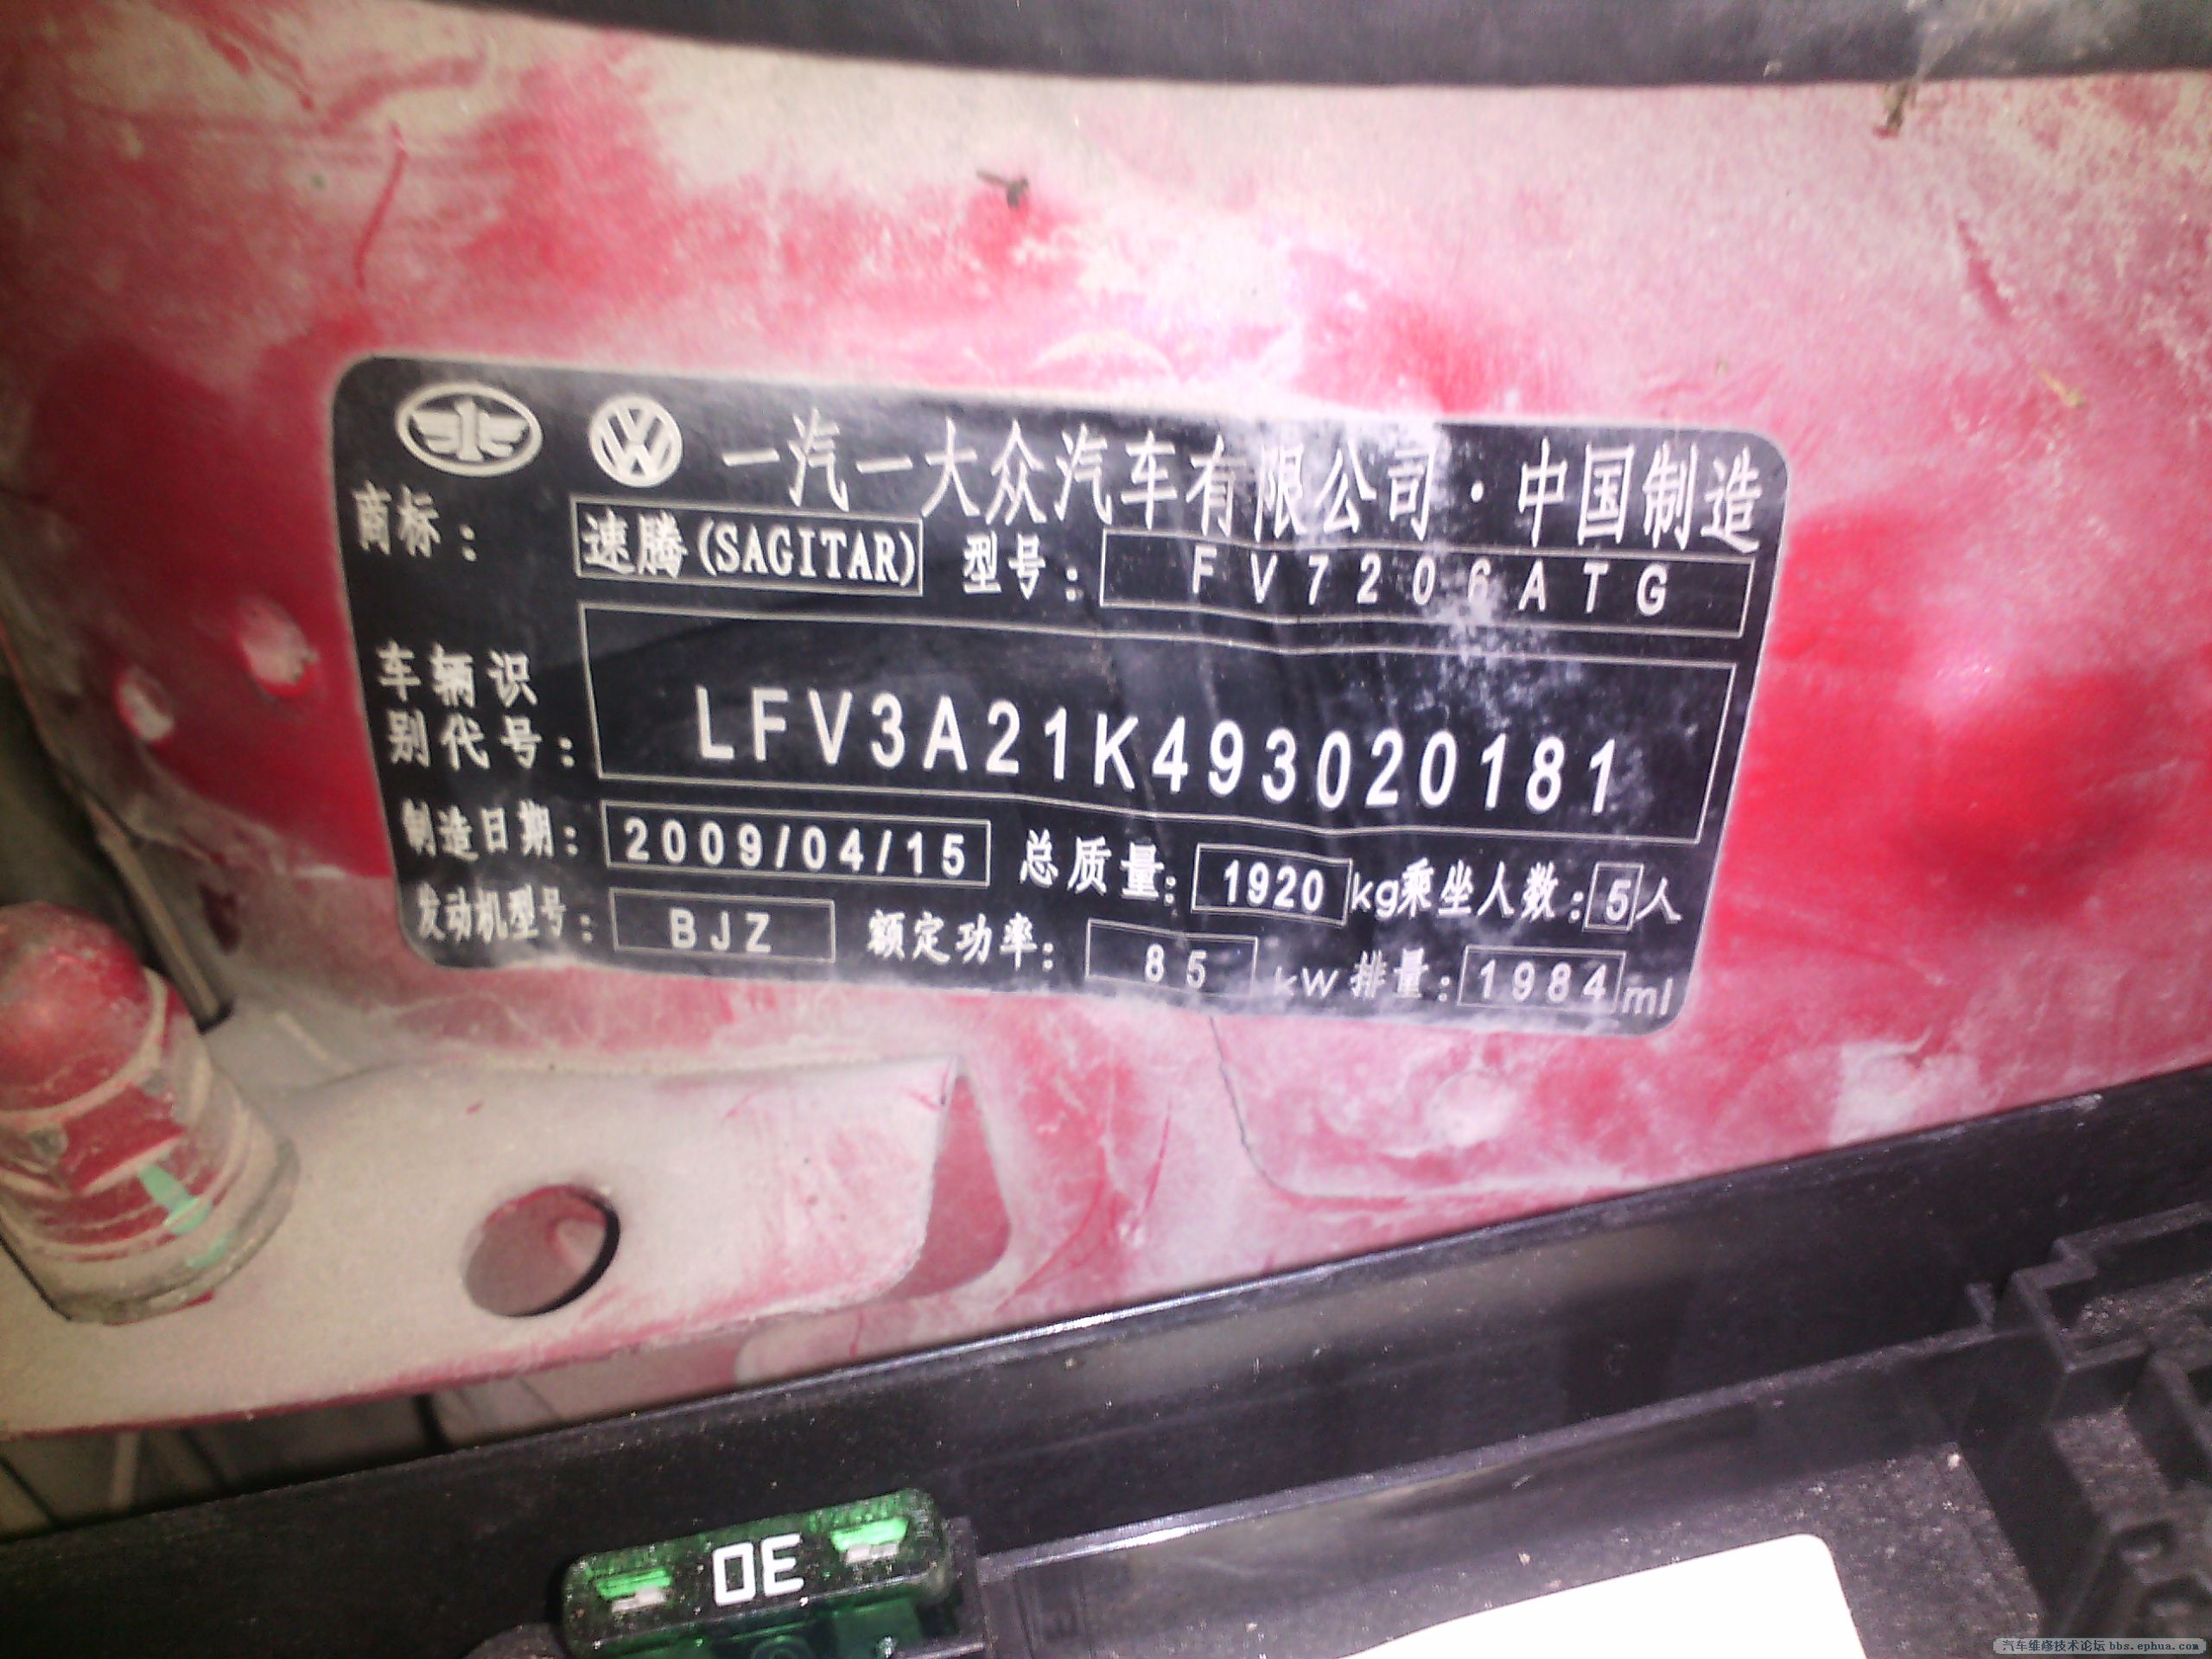 一汽一大众汽车有限公司·中国制造
商标: 速腾(SAGITAR) 型号: FV7206ATG
车辆识别代号: LFV3A21K493020181
制造日期: 2009/04/15 总质量: 1920 kg 乘坐人数: 5 人
发动机型号: BJZ 额定功率: 85 kW 排量: 1984 ml
30
汽车维修技术论坛 bbs.ephua.com